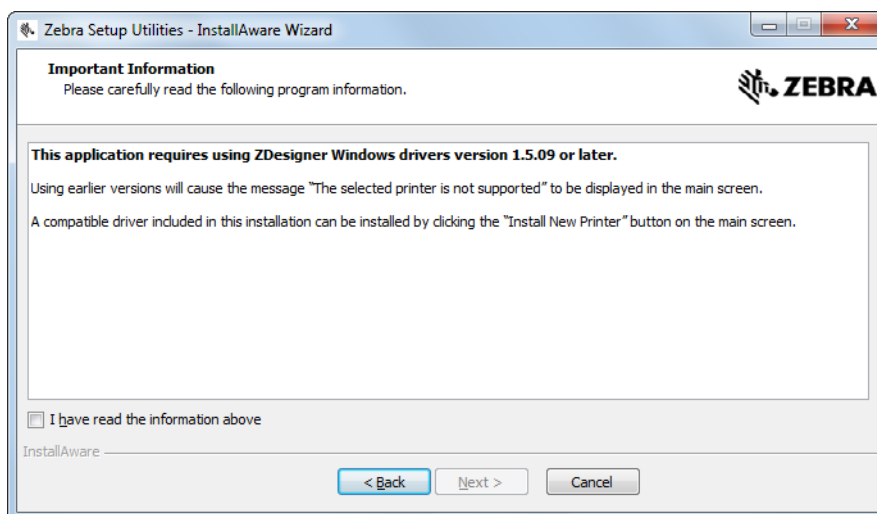 Zebra Setup Utilities - InstallAware Wizard
Important Information
Please carefully read the following program information.
ZEBRA
This application requires using ZDesigner Windows drivers version 1.5.09 or later.
Using earlier versions will cause the message “The selected printer is not supported” to be displayed in the main screen.
A compatible driver included in this installation can be installed by clicking the “Install New Printer” button on the main screen.
I have read the information above
InstallAware
< Back Next > Cancel